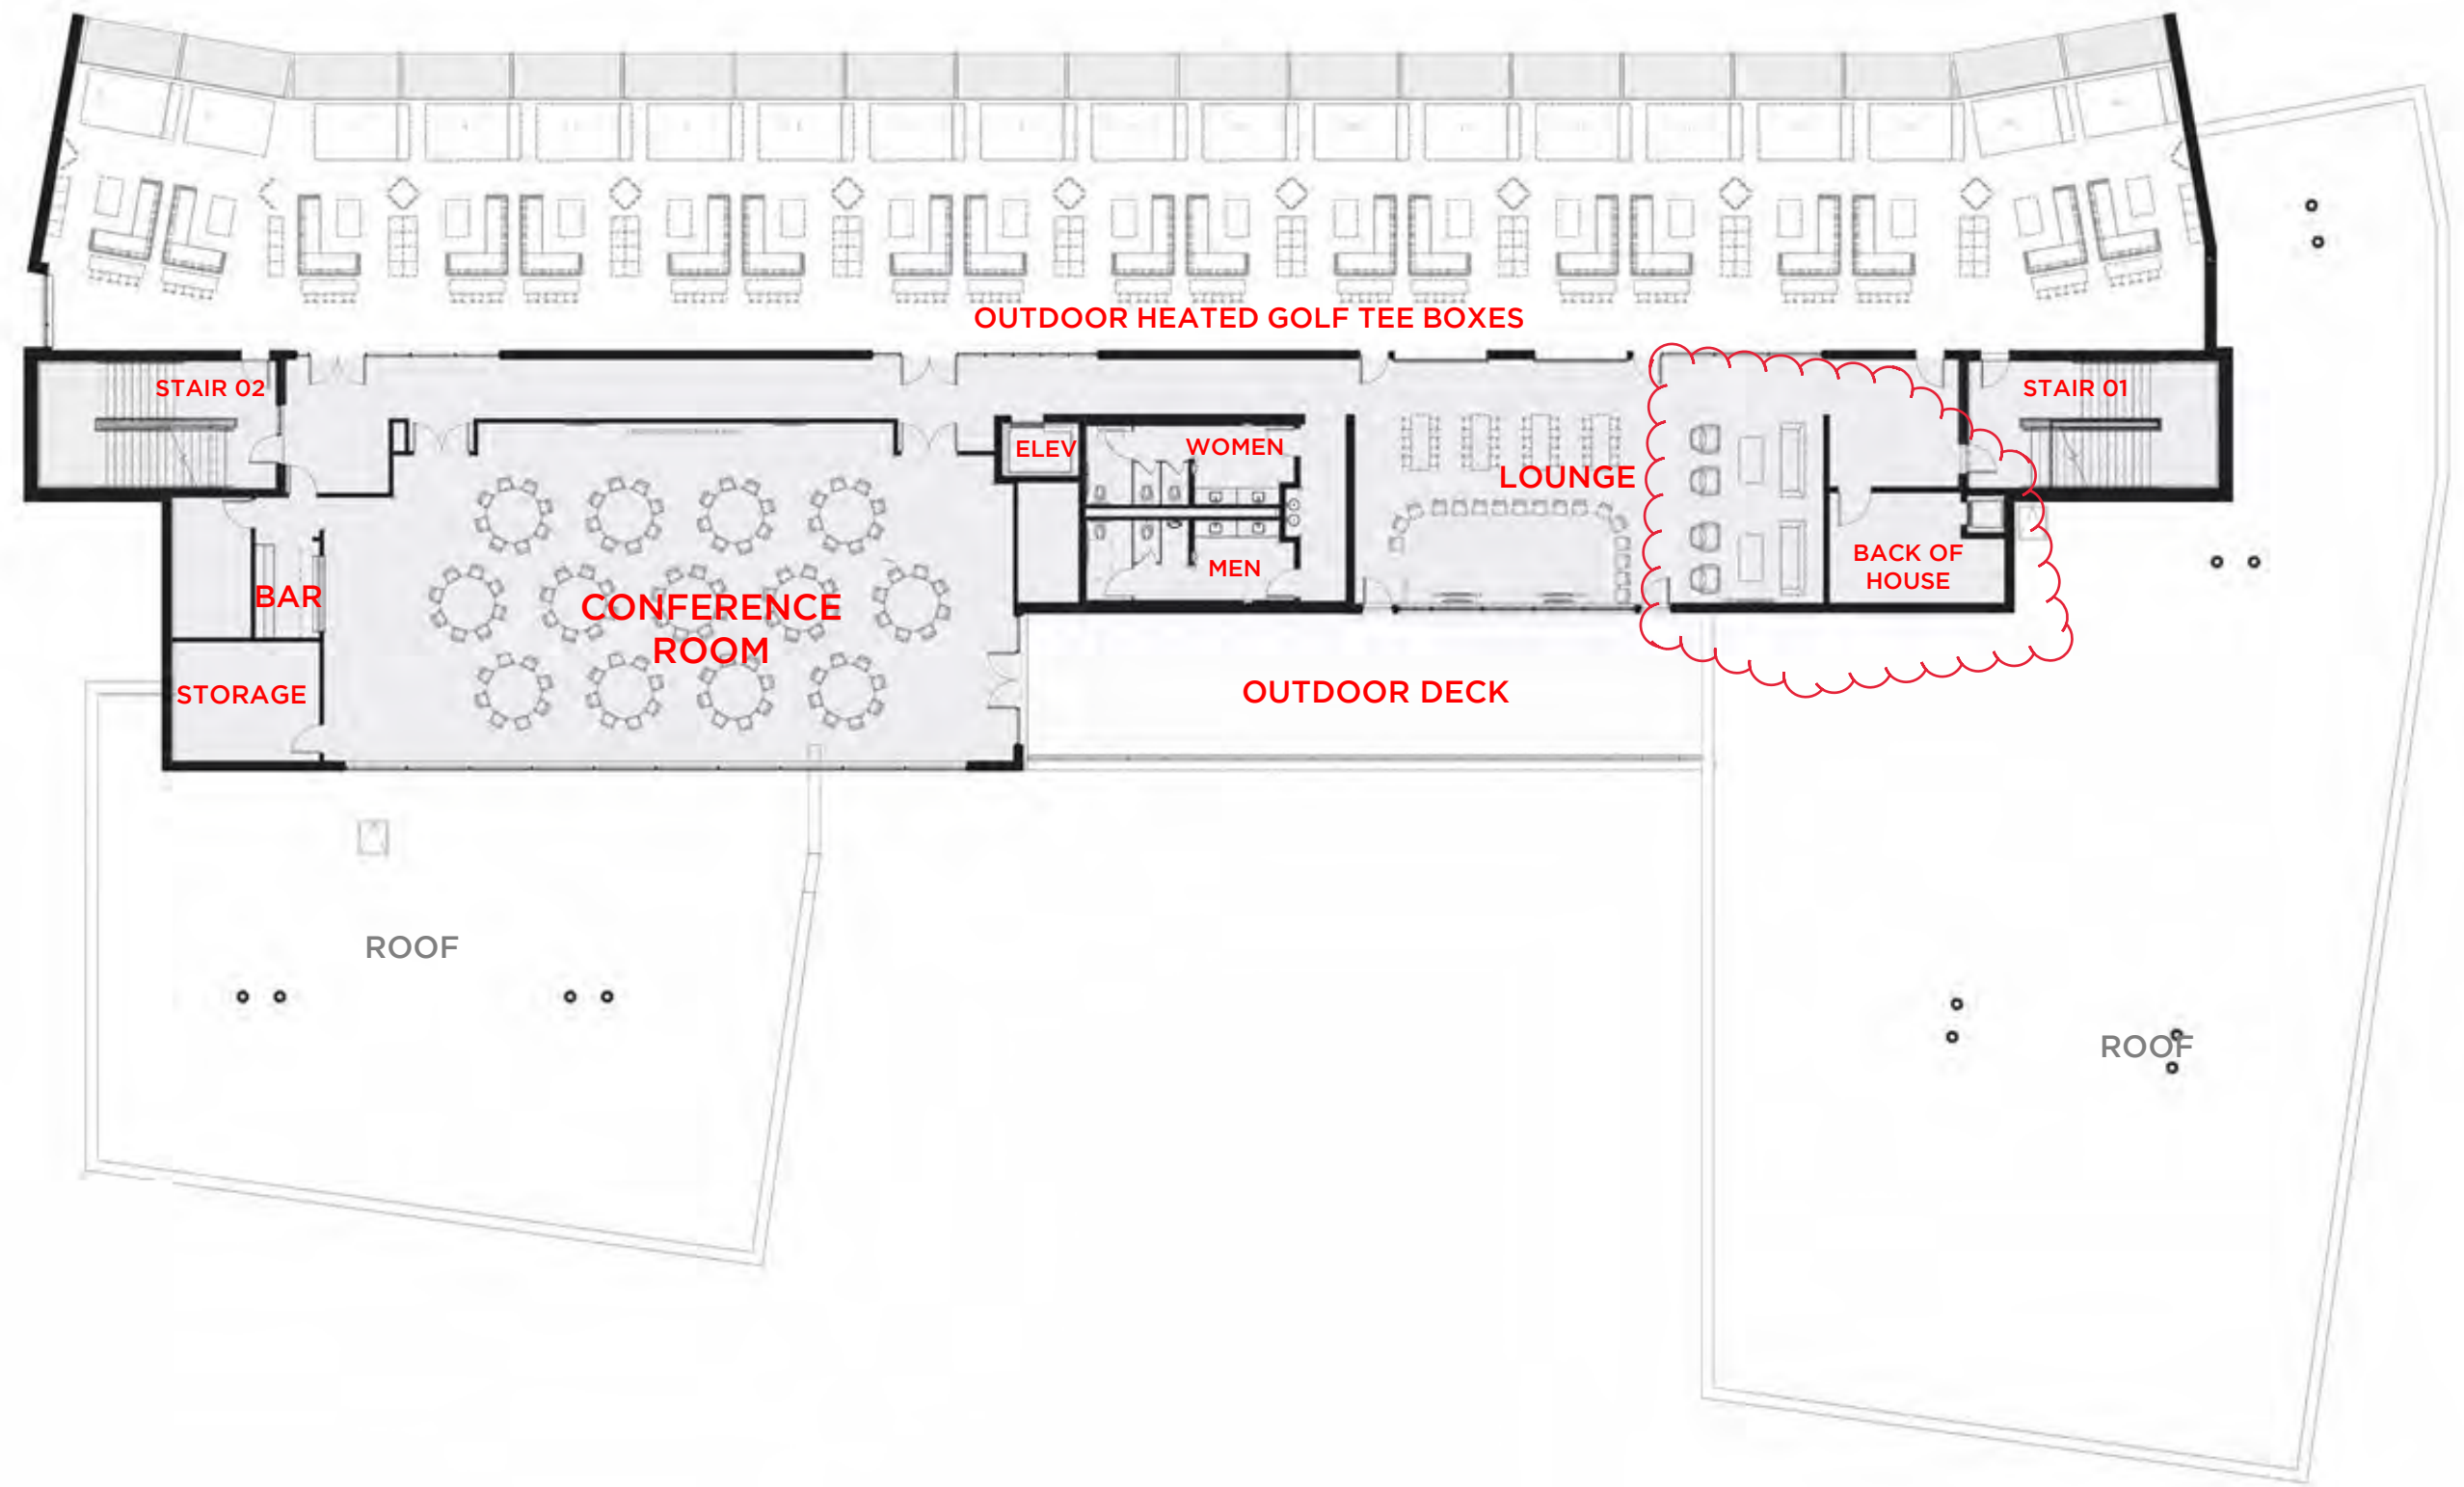 OUTDOOR HEATED GOLF TEE BOXES
STAIR 02
STAIR 01
ELEV
WOMEN
LOUNGE
BACK OF
HOUSE
MEN
BAR
CONFERENCE
ROOM
STORAGE
OUTDOOR DECK
ROOF
ROOF